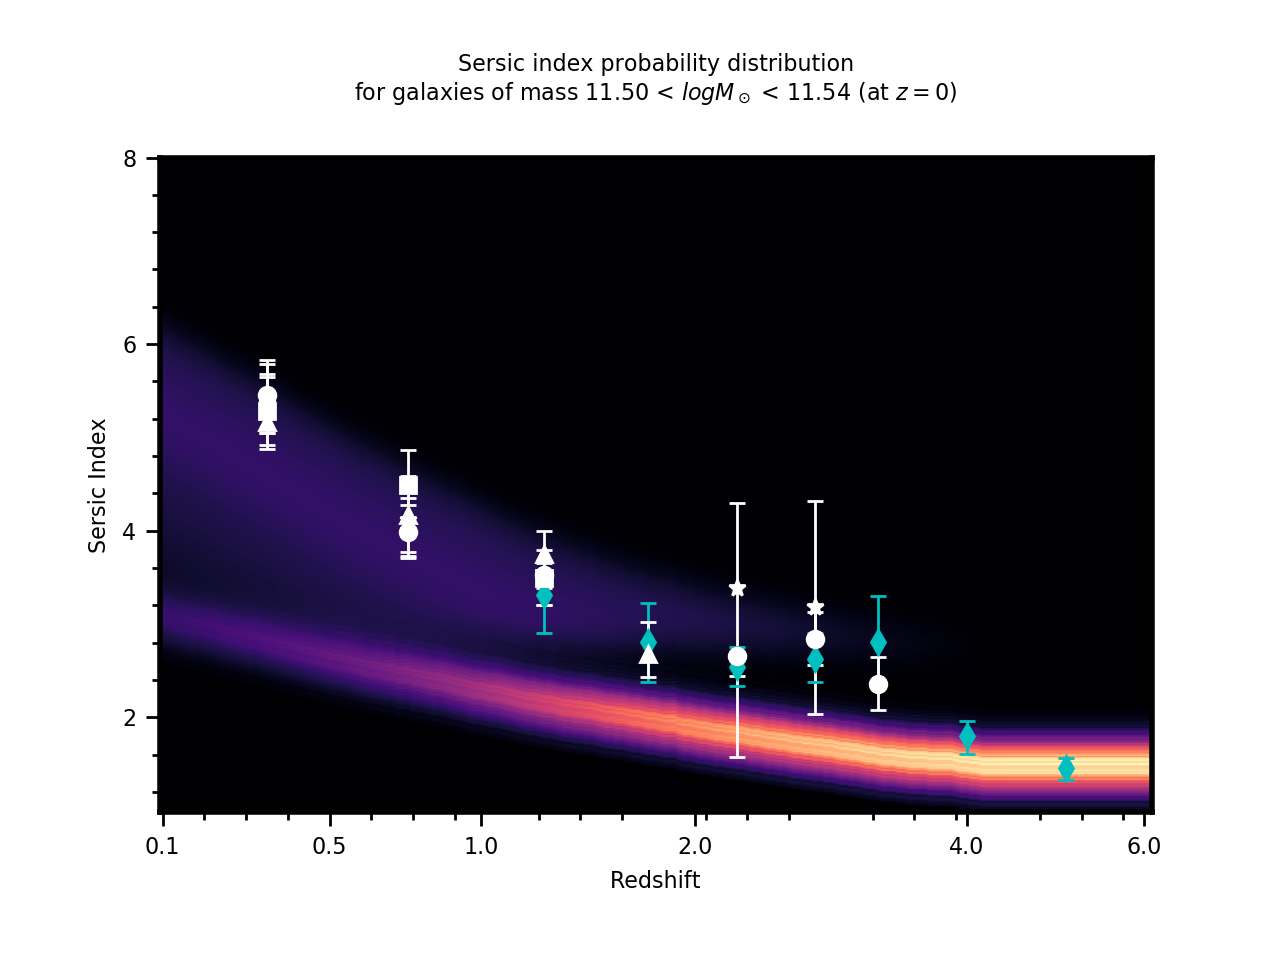 Sersic index probability distribution
for galaxies of mass 11.50 < logM⊙ < 11.54 (at z = 0)
8
6
4
2
Sersic Index
0.1 0.5 1.0 2.0 4.0 6.0
Redshift